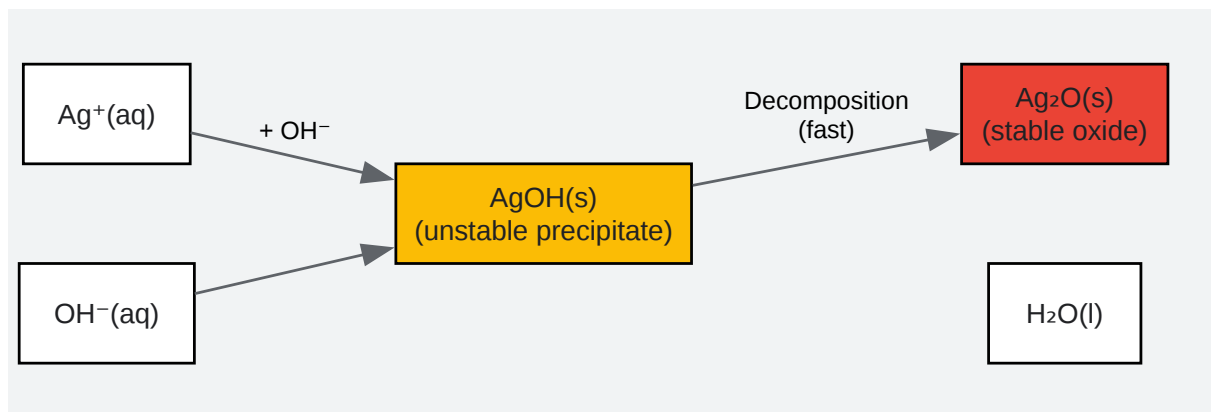 Ag⁺(aq)
+ OH⁻
OH⁻(aq)
AgOH(s)
(unstable precipitate)
Decomposition
(fast)
Ag₂O(s)
(stable oxide)
H₂O(l)